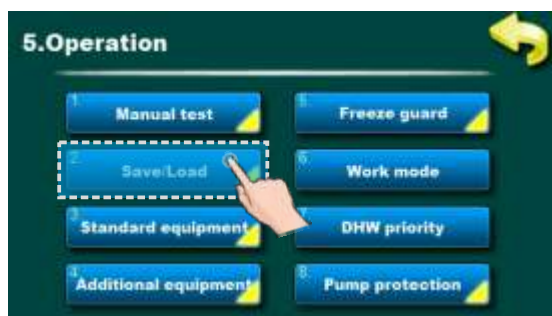 5.Operation
1. Manual test
2. Save/Load
3. Standard equipment
4. Additional equipment
5. Freeze guard
6. Work mode
7. DHW priority
8. Pump protection